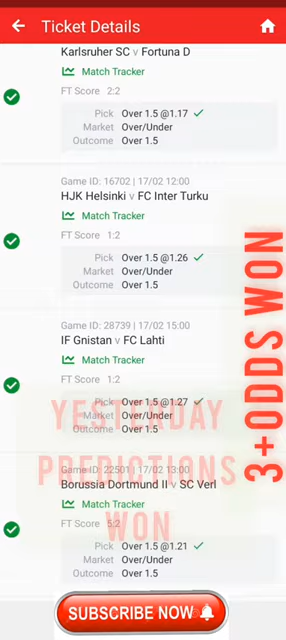 Ticket Details
Karlsruher SC v Fortuna D
Match Tracker
FT Score 2:2
Pick Over 1.5 @1.17
Market Over/Under
Outcome Over 1.5
Game ID: 16702 | 17/02 12:00
HJK Helsinki v FC Inter Turku
Match Tracker
FT Score 1:2
Pick Over 1.5 @1.26
Market Over/Under
Outcome Over 1.5
Game ID: 28739 | 17/02 15:00
IF Gnistan v FC Lahti
Match Tracker
FT Score 1:2
Pick Over 1.5 @1.27
Market Over/Under
Outcome Over 1.5
Game ID: 22501 | 17/02 13:00
Borussia Dortmund II v SC Verl
Match Tracker
FT Score 5:2
Pick Over 1.5 @1.21
Market Over/Under
Outcome Over 1.5
YESTERDAY
PREDICTIONS
WON
3+ODDS WON
SUBSCRIBE NOW